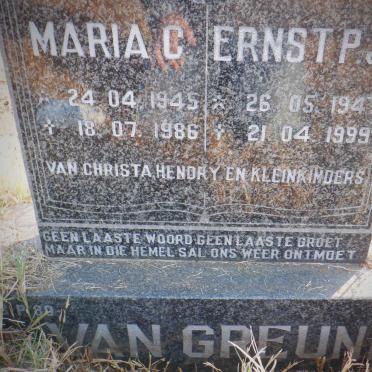 MARIA C. ERNST P.J
* 24.04.1945 * 26.05.194
† 18.07.1986 † 21.04.1999
VAN CHRISTA, HENDRY EN KLEINKINDERS
GEEN LAASTE WOORD GEEN LAASTE GROET
MAAR IN DIE HEMEL SAL ONS WEER ONTMOET
VAN GREUN